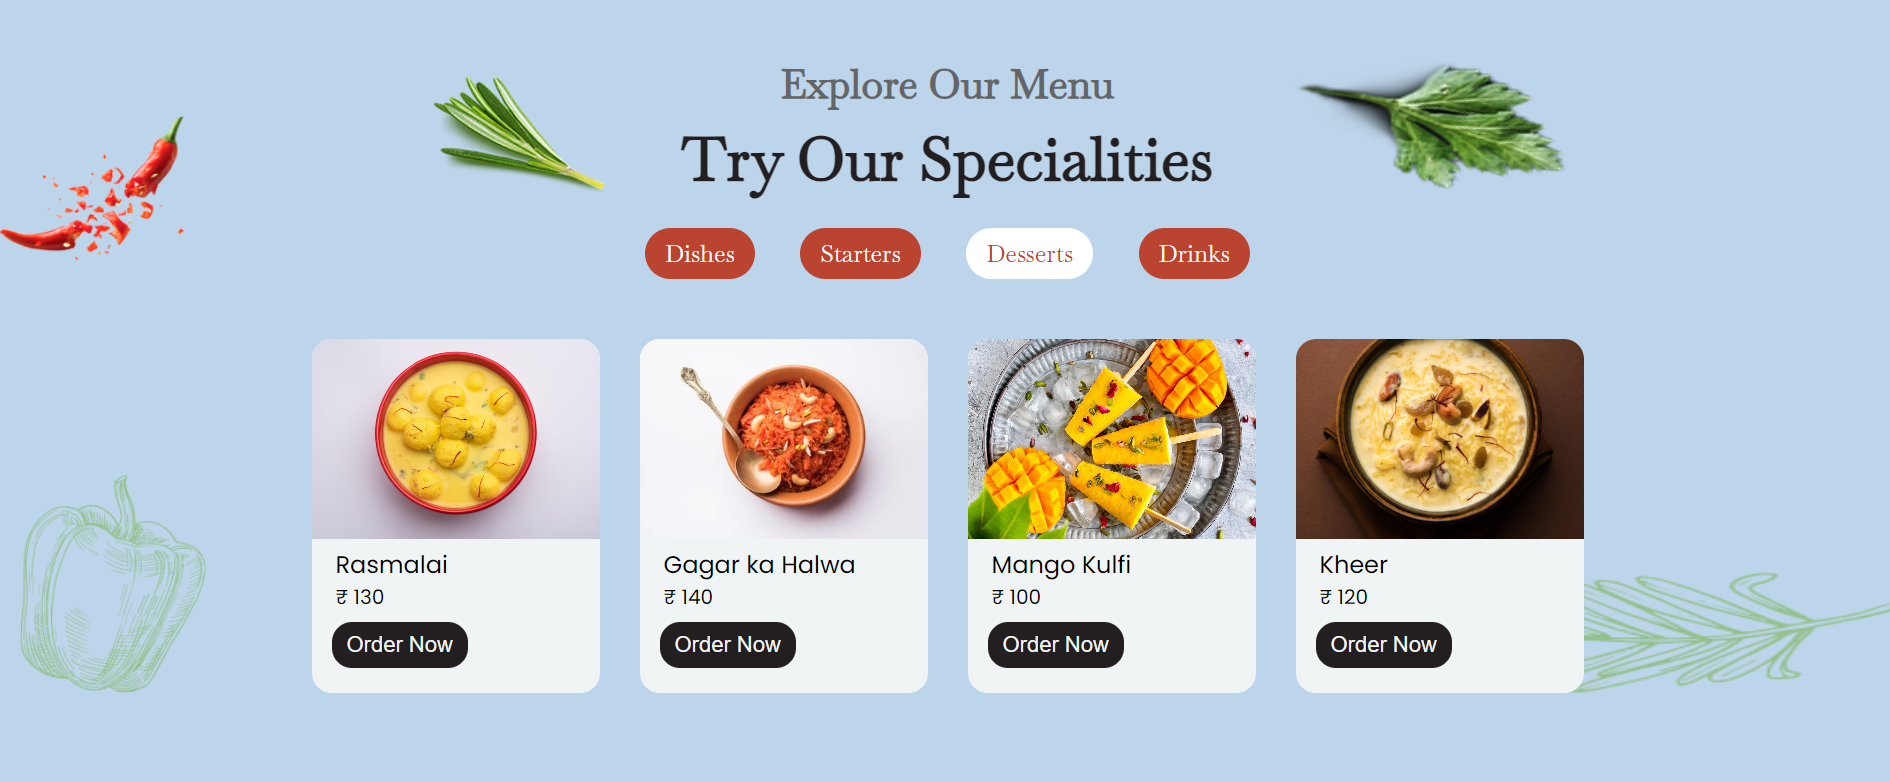 Explore Our Menu
Try Our Specialities
Dishes Starters Desserts Drinks
Rasmalai
₹ 130
Order Now
Gagar ka Halwa
₹ 140
Order Now
Mango Kulfi
₹ 100
Order Now
Kheer
₹ 120
Order Now